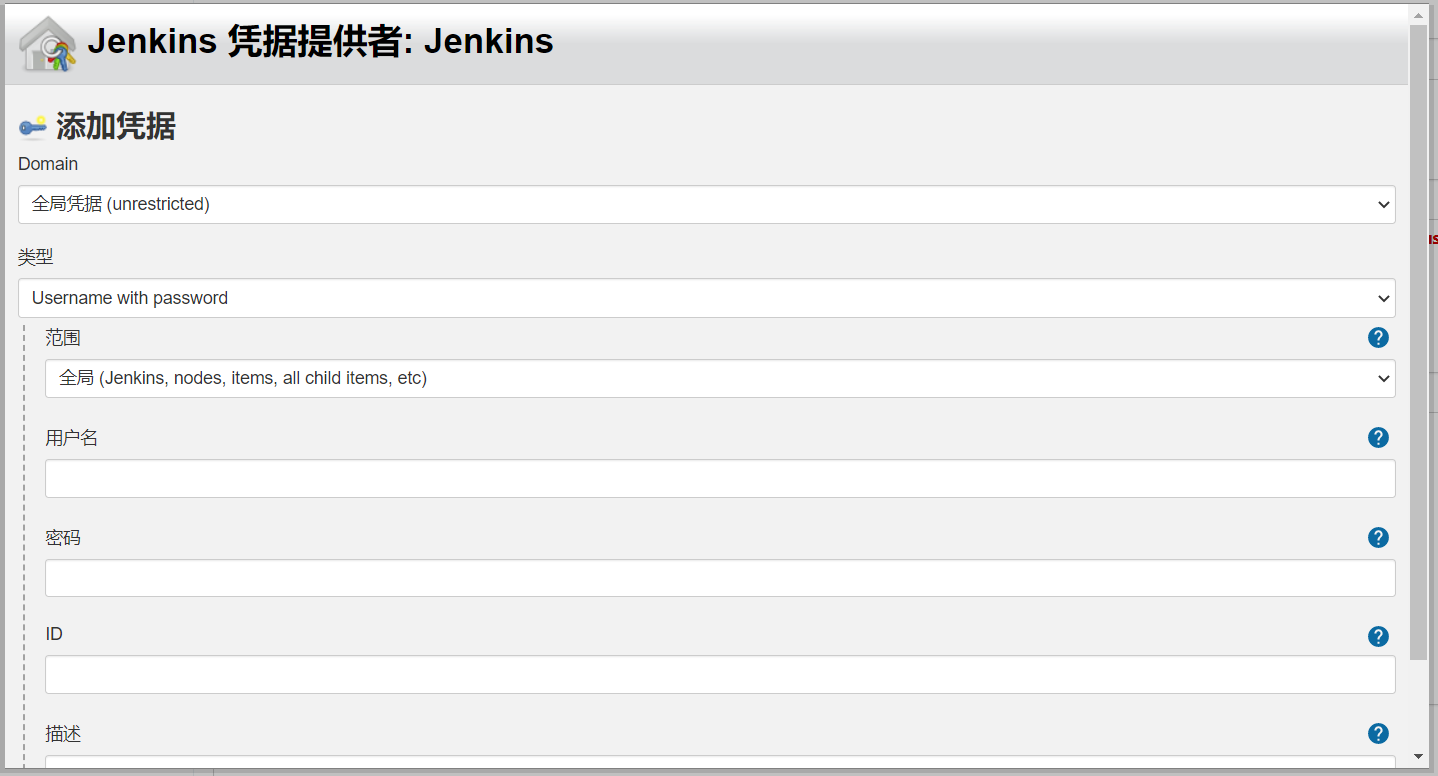 Jenkins 凭据提供者: Jenkins
添加凭据
Domain
全局凭据 (unrestricted)
类型
Username with password
范围
全局 (Jenkins, nodes, items, all child items, etc)
用户名
密码
ID
描述